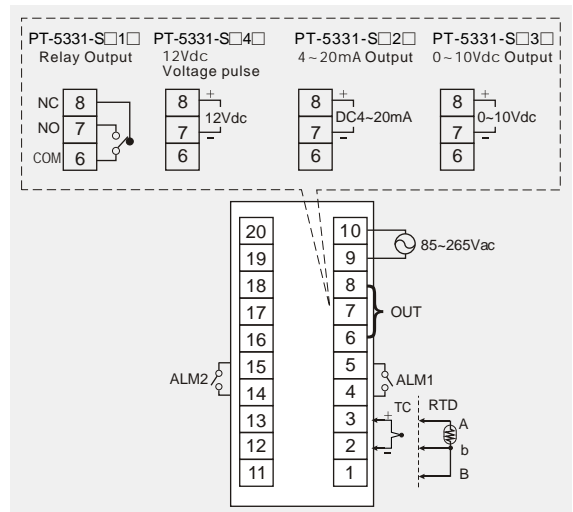 PT-5331-S□1□ PT-5331-S□4□ PT-5331-S□2□ PT-5331-S□3□
Relay Output 12Vdc 4~20mA Output 0~10Vdc Output
Voltage pulse
NC 8 8 + 8 + 8 +
NO 7 7 - 12Vdc 7 - DC4~20mA 7 - 0~10Vdc
COM 6 6 6 6
20 10
19 9 85~265Vac
18 8
17 7 OUT
16 6
ALM2 15 5 ALM1
14 4
13 3 + TC RTD A
12 2 - b
11 1 B